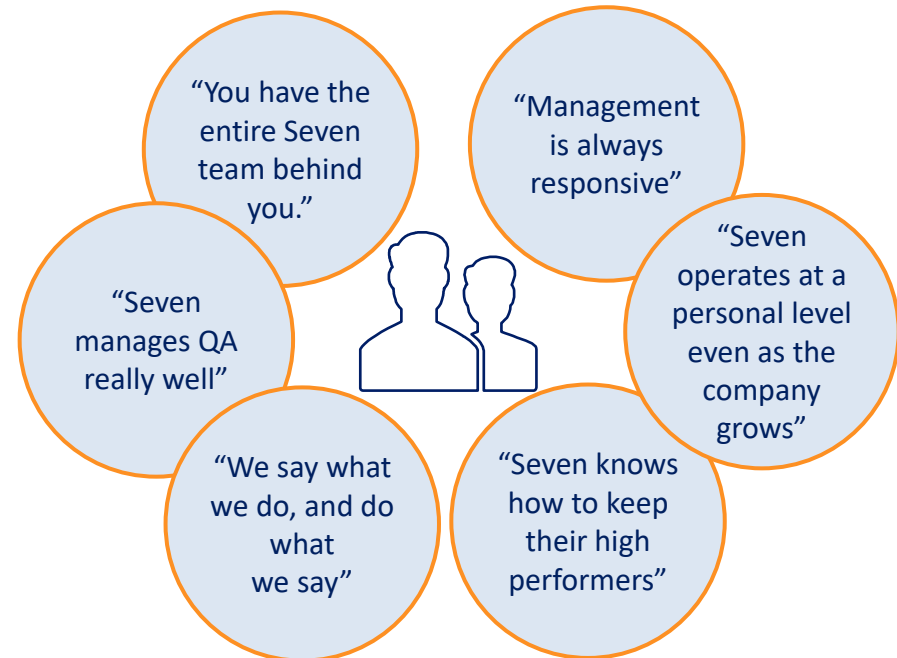 “You have the
entire Seven
team behind
you.”
“Management
is always
responsive”
“Seven
operates at a
personal level
even as the
company
grows”
“Seven
manages QA
really well”
“We say what
we do, and do
what
we say”
“Seven knows
how to keep
their high
performers”